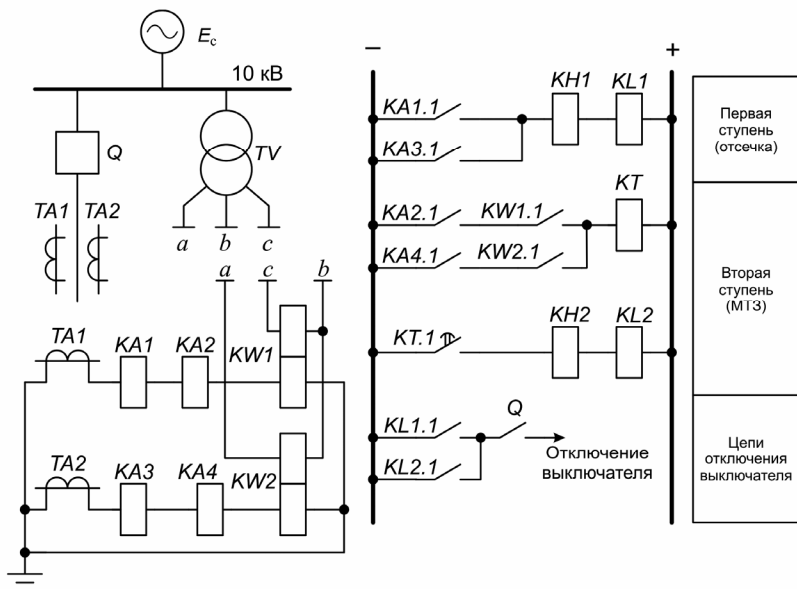 Eс
10 кВ
Q
TV
TA1 TA2
a b c
a c b
TA1 KA1 KA2 KW1
TA2 KA3 KA4 KW2
– +
KA1.1 KH1 KL1
KA3.1
KA2.1 KW1.1 KT
KA4.1 KW2.1
KT.1 KH2 KL2
KL1.1 Q
KL2.1
Отключение
выключателя
Первая
ступень
(отсечка)
Вторая
ступень
(МТЗ)
Цепи
отключения
выключателя